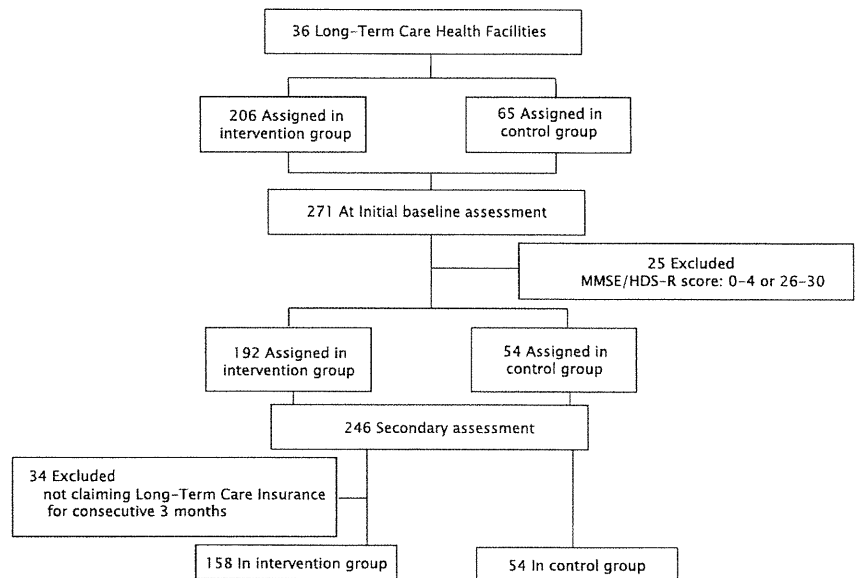 36 Long-Term Care Health Facilities
206 Assigned in
intervention group
65 Assigned in
control group
271 At Initial baseline assessment
25 Excluded
MMSE/HDS-R score: 0-4 or 26-30
192 Assigned in
intervention group
54 Assigned in
control group
246 Secondary assessment
34 Excluded
not claiming Long-Term Care Insurance
for consecutive 3 months
158 In intervention group
54 In control group